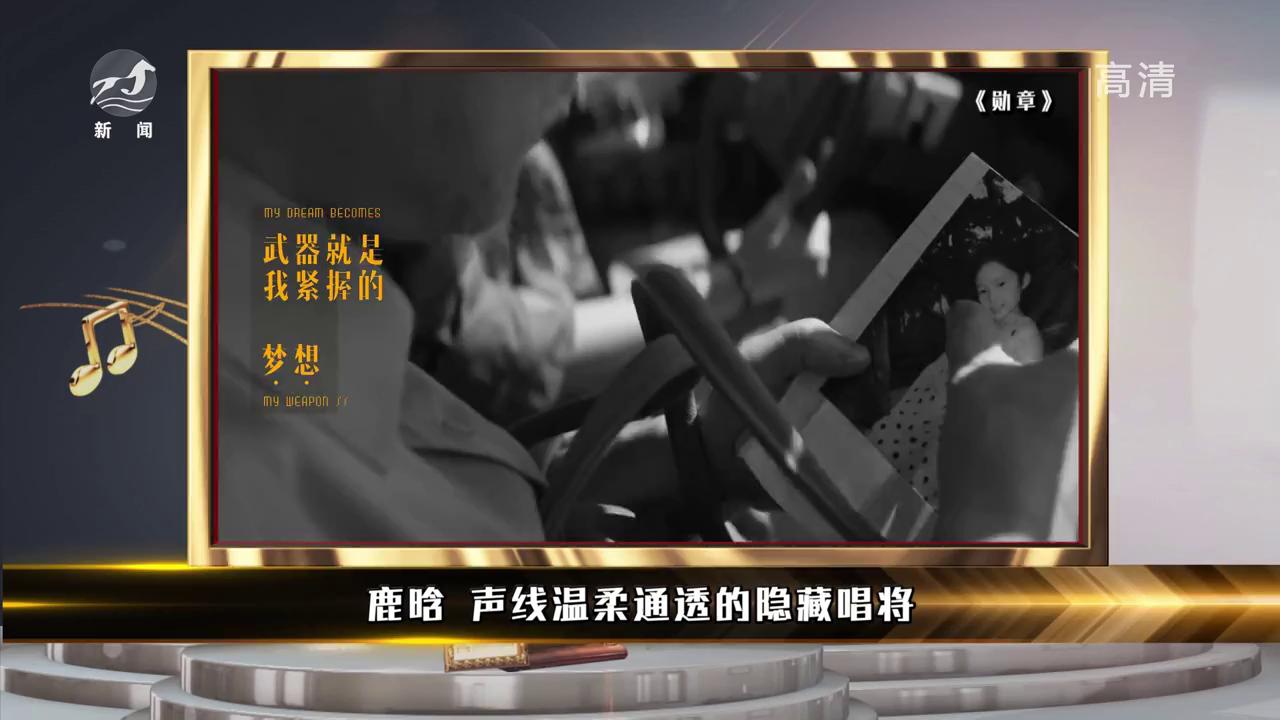 新闻
高清
《勋章》
MY DREAM BECOMES
武器就是
我紧握的
梦想
MY WEAPON //
鹿晗 声线温柔通透的隐藏唱将